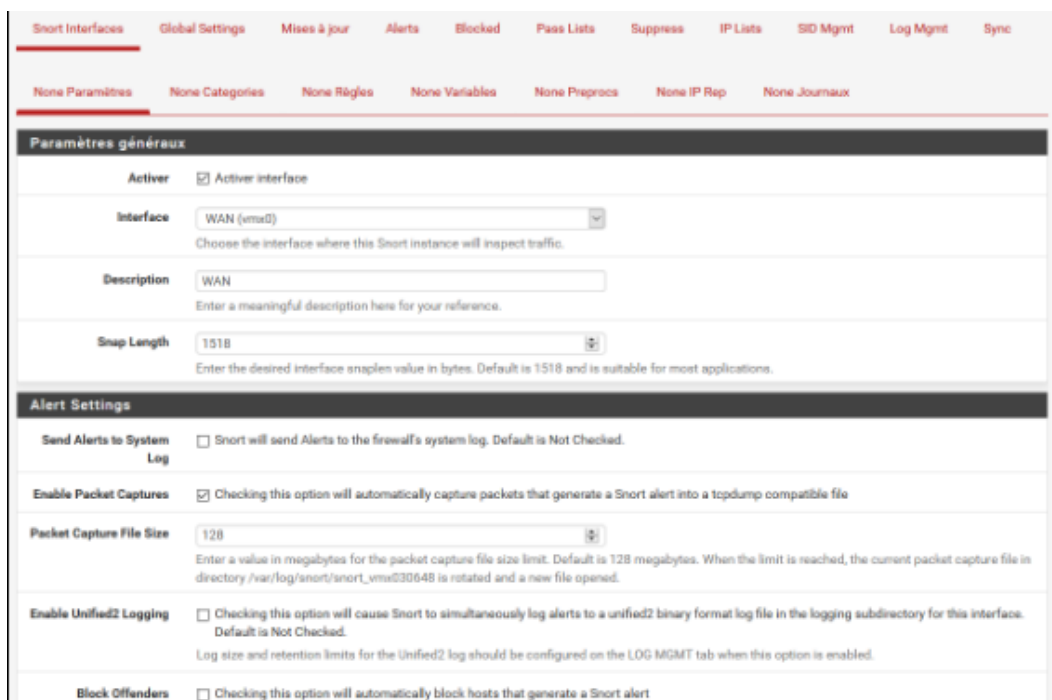 Snort Interfaces Global Settings Mises à jour Alerts Blocked Pass Lists Suppress IP Lists SID Mgmt Log Mgmt Sync
None Paramètres None Categories None Règles None Variables None Preprocs None IP Rep None Journaux
Paramètres généraux
Activer Activer interface
Interface WAN (vmx0)
Choose the interface where this Snort instance will inspect traffic.
Description WAN
Enter a meaningful description here for your reference.
Snap Length 1518
Enter the desired interface snaplen value in bytes. Default is 1518 and is suitable for most applications.
Alert Settings
Send Alerts to System Snort will send Alerts to the firewall's system log. Default is Not Checked.
Log
Enable Packet Captures Checking this option will automatically capture packets that generate a Snort alert into a tcpdump compatible file
Packet Capture File Size 128
Enter a value in megabytes for the packet capture file size limit. Default is 128 megabytes. When the limit is reached, the current packet capture file in
directory /var/log/snort/snort_vmx030648 is rotated and a new file opened.
Enable Unified2 Logging Checking this option will cause Snort to simultaneously log alerts to a unified2 binary format log file in the logging subdirectory for this interface.
Default is Not Checked.
Log size and retention limits for the Unified2 log should be configured on the LOG MGMT tab when this option is enabled.
Block Offenders Checking this option will automatically block hosts that generate a Snort alert